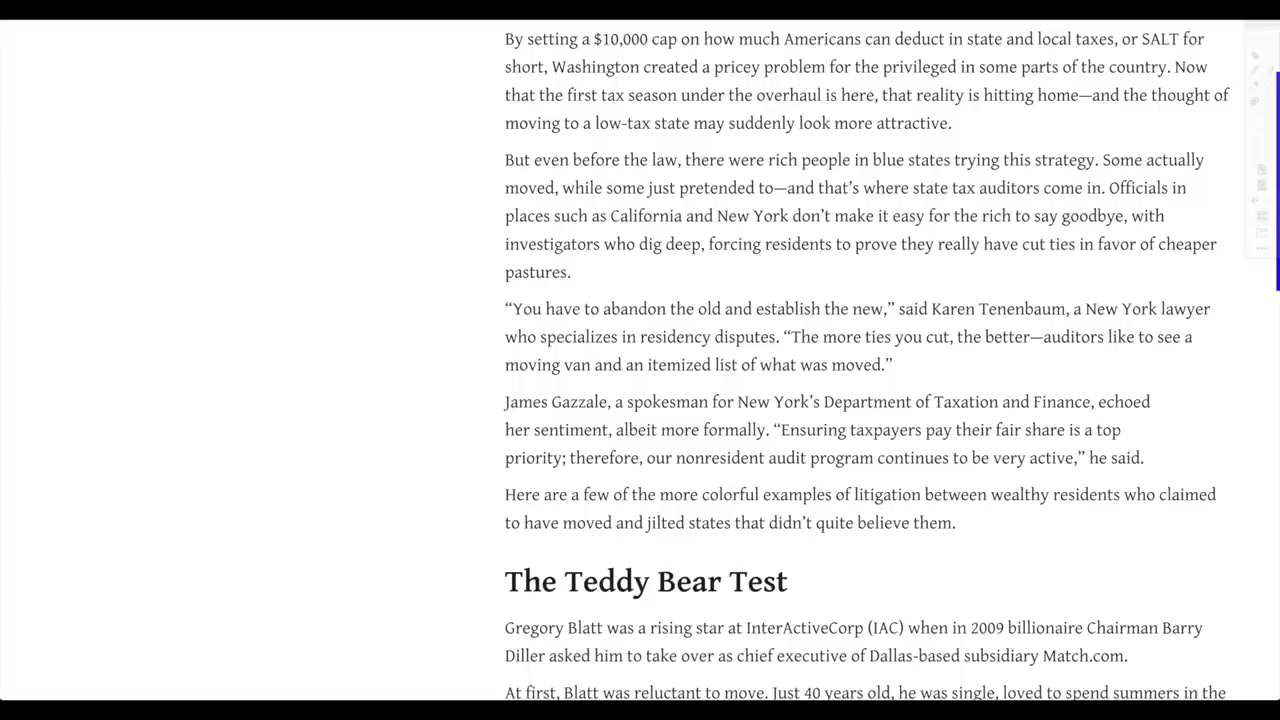 By setting a $10,000 cap on how much Americans can deduct in state and local taxes, or SALT for
short, Washington created a pricey problem for the privileged in some parts of the country. Now
that the first tax season under the overhaul is here, that reality is hitting home—and the thought of
moving to a low-tax state may suddenly look more attractive.
But even before the law, there were rich people in blue states trying this strategy. Some actually
moved, while some just pretended to—and that’s where state tax auditors come in. Officials in
places such as California and New York don’t make it easy for the rich to say goodbye, with
investigators who dig deep, forcing residents to prove they really have cut ties in favor of cheaper
pastures.
“You have to abandon the old and establish the new,” said Karen Tenenbaum, a New York lawyer
who specializes in residency disputes. “The more ties you cut, the better—auditors like to see a
moving van and an itemized list of what was moved.”
James Gazzale, a spokesman for New York’s Department of Taxation and Finance, echoed
her sentiment, albeit more formally. “Ensuring taxpayers pay their fair share is a top
priority; therefore, our nonresident audit program continues to be very active,” he said.
Here are a few of the more colorful examples of litigation between wealthy residents who claimed
to have moved and jilted states that didn’t quite believe them.
The Teddy Bear Test
Gregory Blatt was a rising star at InterActiveCorp (IAC) when in 2009 billionaire Chairman Barry
Diller asked him to take over as chief executive of Dallas-based subsidiary Match.com.
At first, Blatt was reluctant to move. Just 40 years old, he was single, loved to spend summers in the